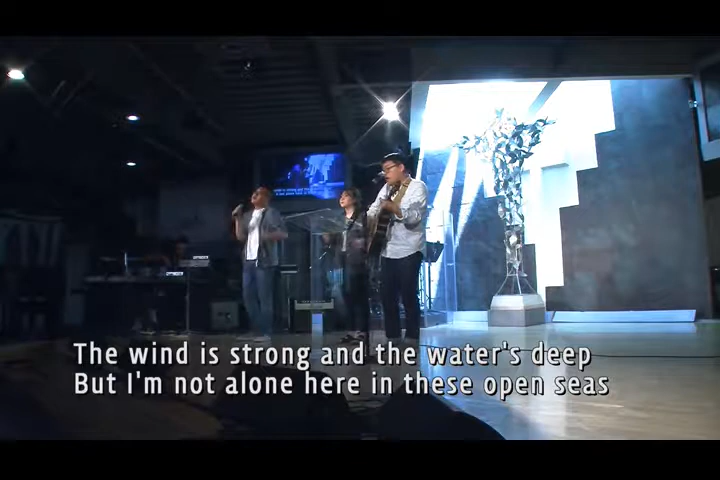 The wind is strong and the water's deep
But I'm not alone here in these open seas